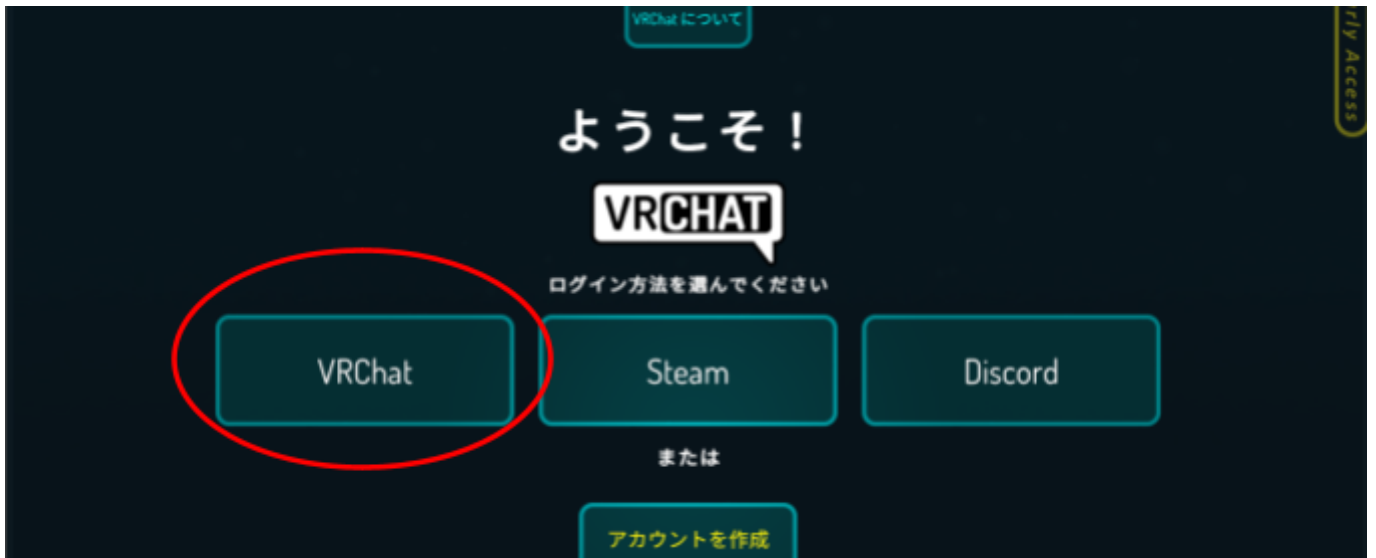 VRChat について
arly Access
ようこそ！
VRCHAT
ログイン方法を選んでください
VRChat
Steam
Discord
または
アカウントを作成